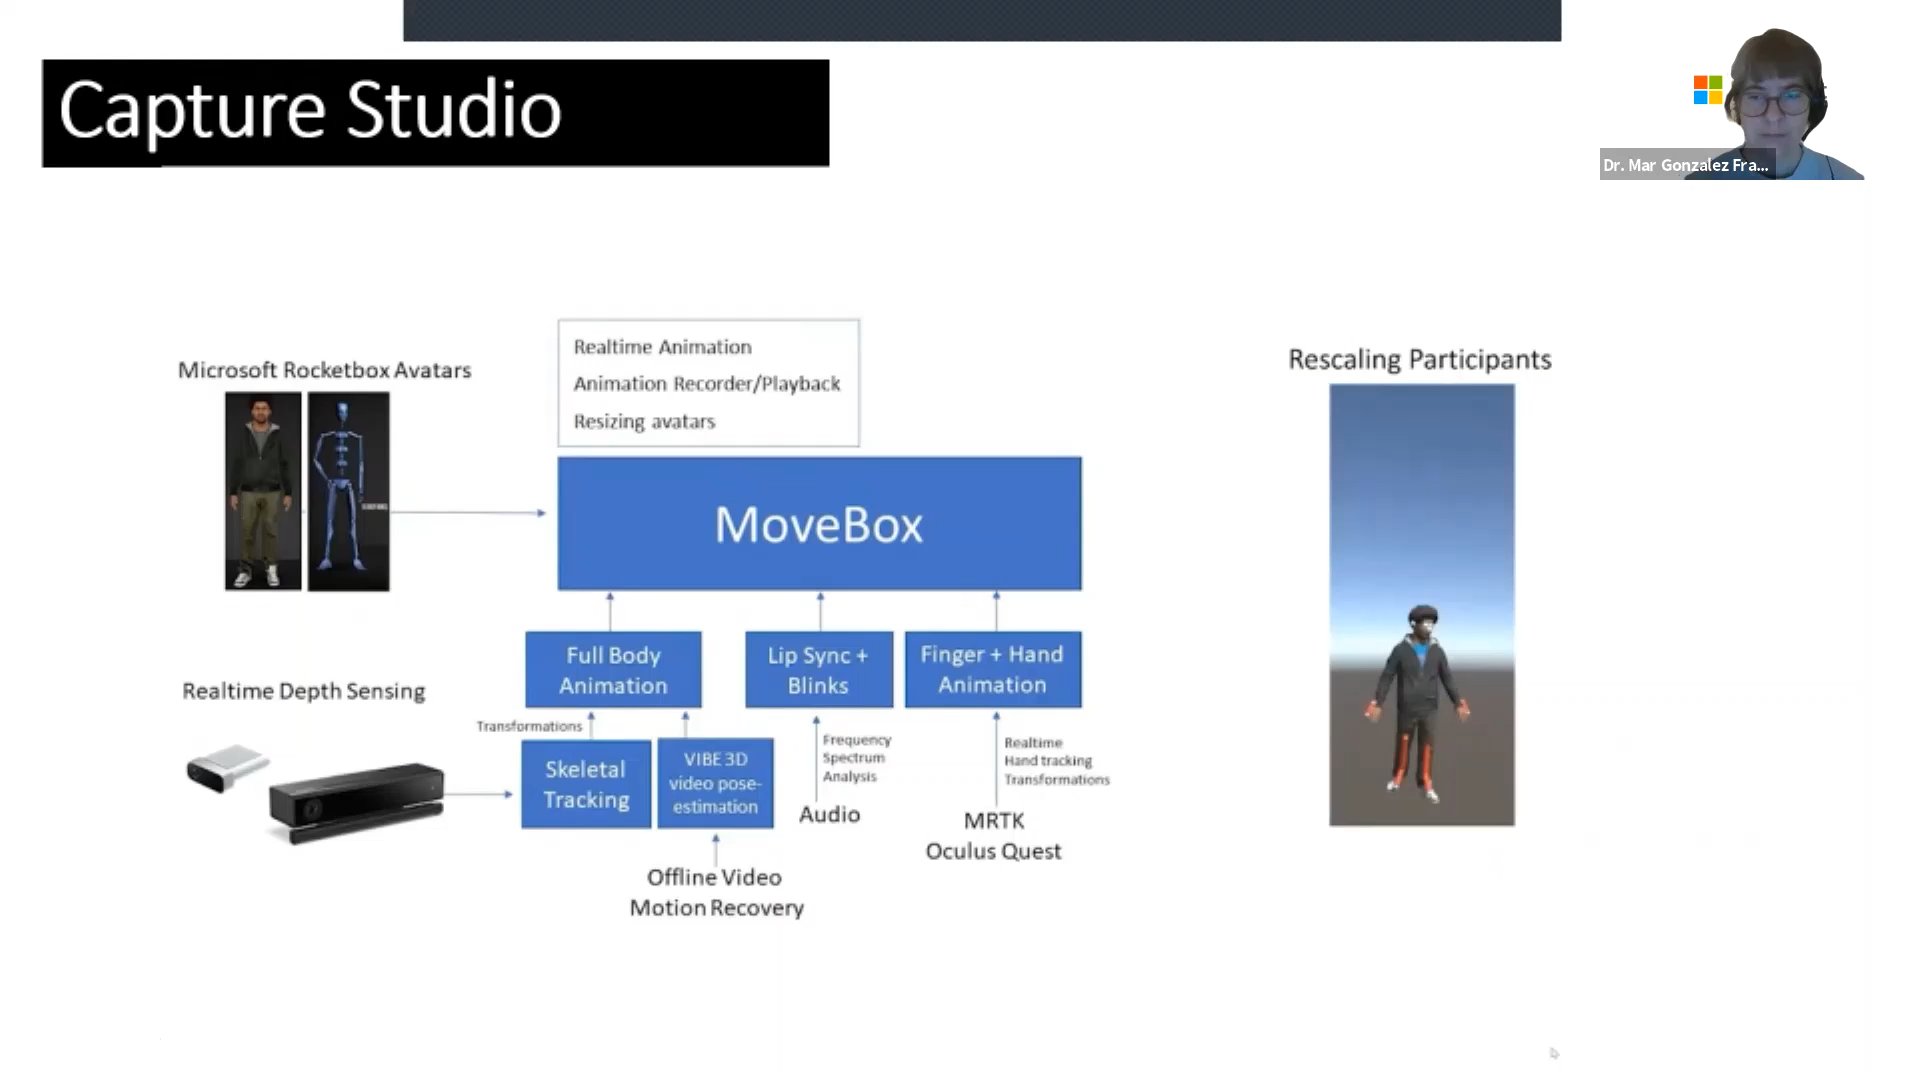 Capture Studio
Dr. Mar Gonzalez Fra...
Microsoft Rocketbox Avatars
Realtime Animation
Animation Recorder/Playback
Resizing avatars
Rescaling Participants
MoveBox
Full Body
Animation
Lip Sync +
Blinks
Finger + Hand
Animation
Realtime Depth Sensing
Transformations
Skeletal
Tracking
VIBE 3D
video pose-
estimation
Frequency
Spectrum
Analysis
Audio
Realtime
Hand tracking
Transformations
MRTK
Oculus Quest
Offline Video
Motion Recovery